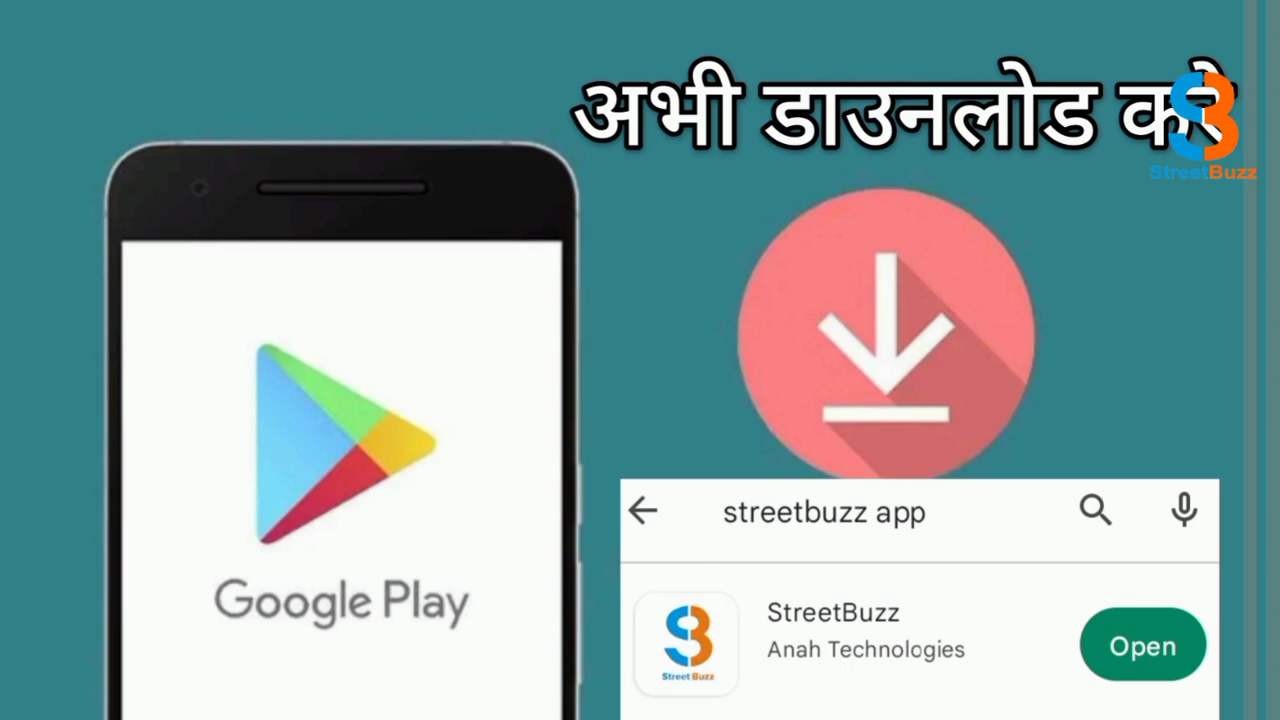 अभी डाउनलोड करे
StreetBuzz
Google Play
streetbuzz app
StreetBuzz
Anah Technologies
Open
Street Buzz